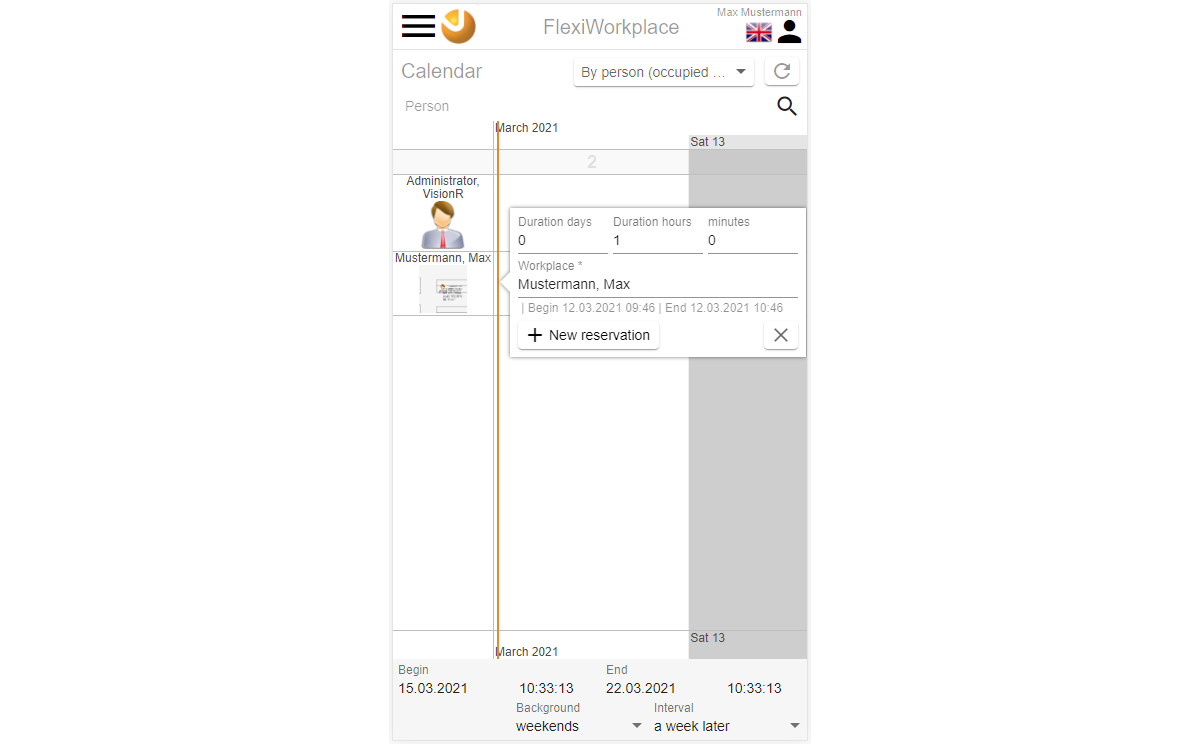 Max Mustermann
FlexiWorkplace
Calendar
By person (occupied ...
Person
March 2021
Sat 13
2
Administrator,
VisionR
Duration days Duration hours minutes
0 1 0
Mustermann, Max
Workplace *
Mustermann, Max
| Begin 12.03.2021 09:46 | End 12.03.2021 10:46
New reservation
Sat 13
March 2021
Begin End
15.03.2021 10:33:13 22.03.2021 10:33:13
Background Interval
weekends a week later